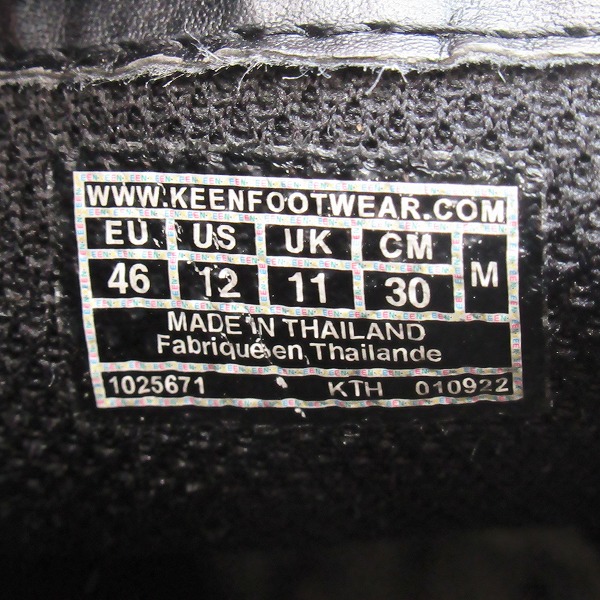 WWW.KEENFOOTWEAR.COM
EU US UK CM M
46 12 11 30
MADE IN THAILAND
Fabriqué en Thailande
1025671 KTH 010922